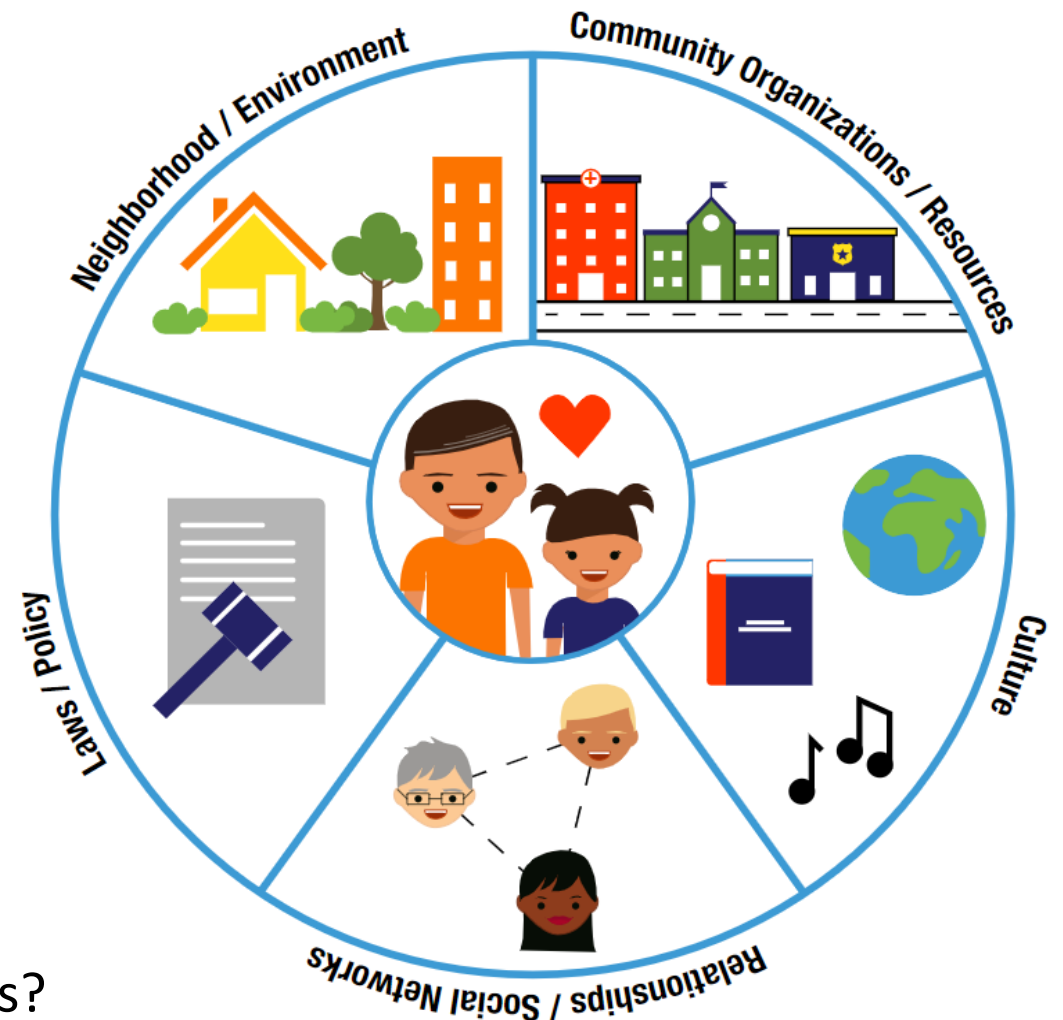 Neighborhood / Environment
Community Organizations / Resources
Culture
Relationships / Social Networks
Laws / Policy
s?